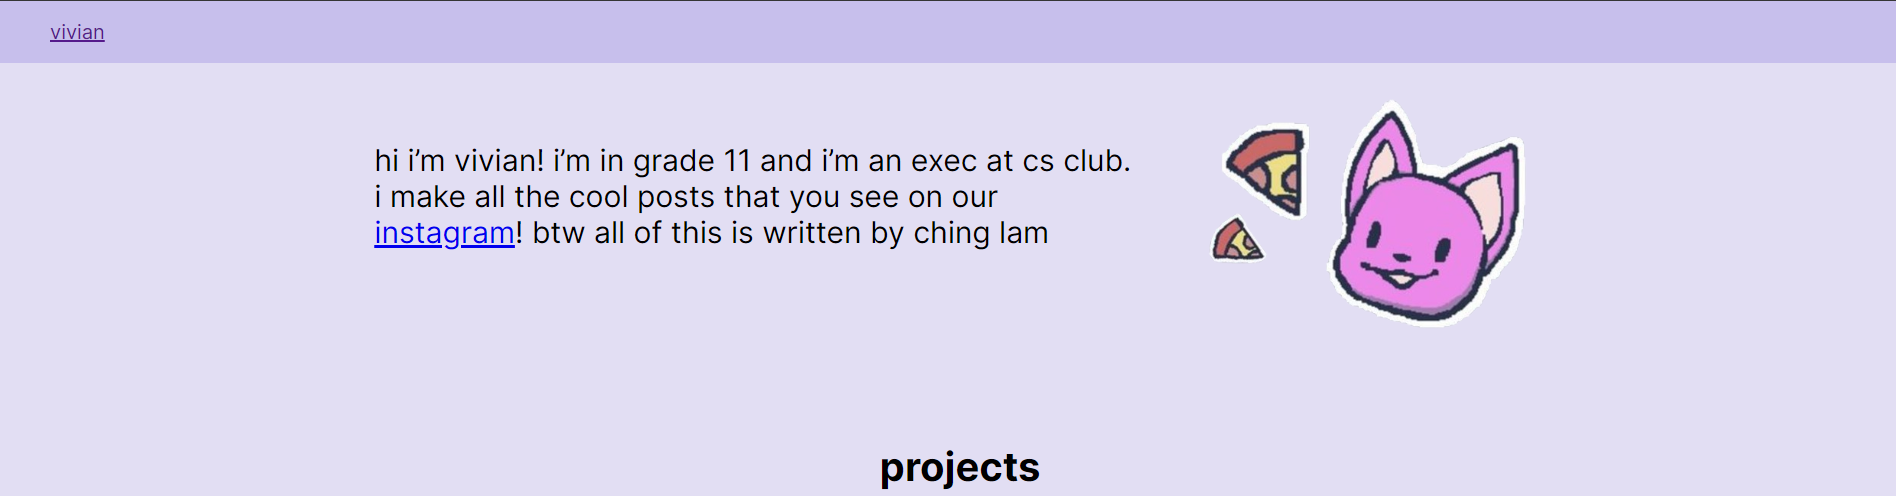 vivian
hi i’m vivian! i’m in grade 11 and i’m an exec at cs club.
i make all the cool posts that you see on our
instagram! btw all of this is written by ching lam
projects